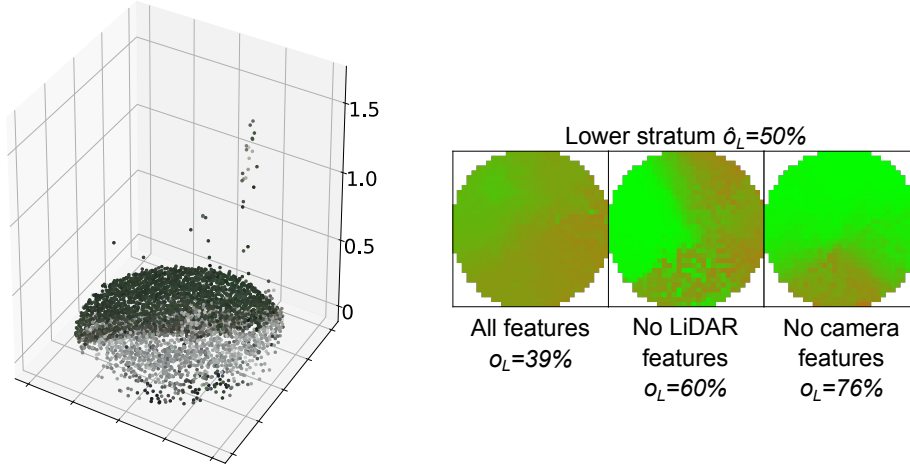 1.5
1.0
0.5
0
Lower stratum ô_L=50%
All features
o_L=39%
No LiDAR
features
o_L=60%
No camera
features
o_L=76%